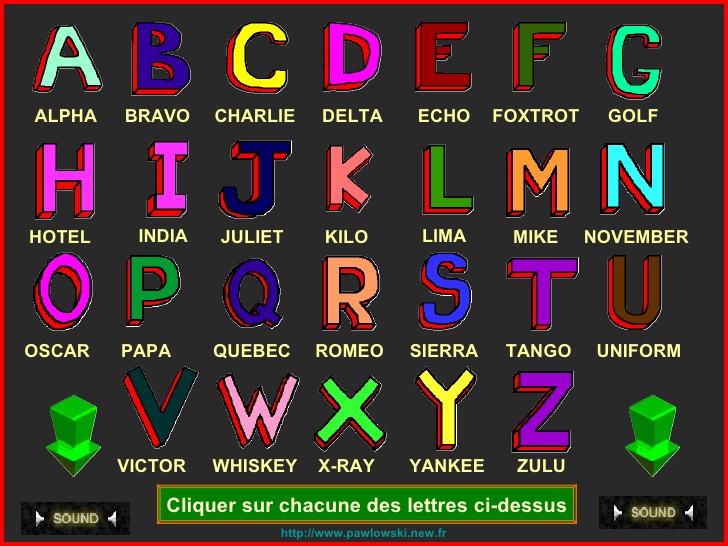 A B C D E F G
ALPHA BRAVO CHARLIE DELTA ECHO FOXTROT GOLF
H I J K L M N
HOTEL INDIA JULIET KILO LIMA MIKE NOVEMBER
O P Q R S T U
OSCAR PAPA QUEBEC ROMEO SIERRA TANGO UNIFORM
V W X Y Z
VICTOR WHISKEY X-RAY YANKEE ZULU
Cliquer sur chacune des lettres ci-dessus
SOUND SOUND
http://www.pawlowski.new.fr